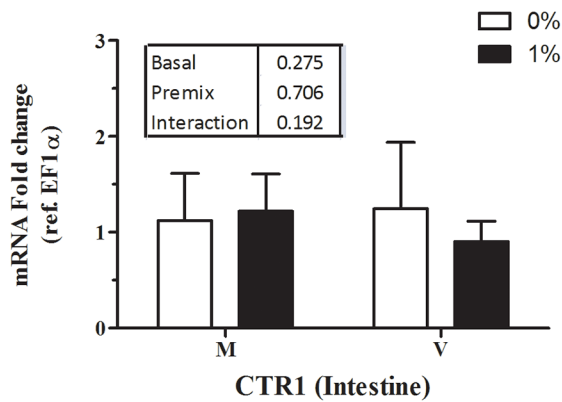 0%
1%
3
2
1
0
mRNA Fold change
(ref. EF1α)
Basal 0.275
Premix 0.706
Interaction 0.192
M V
CTR1 (Intestine)